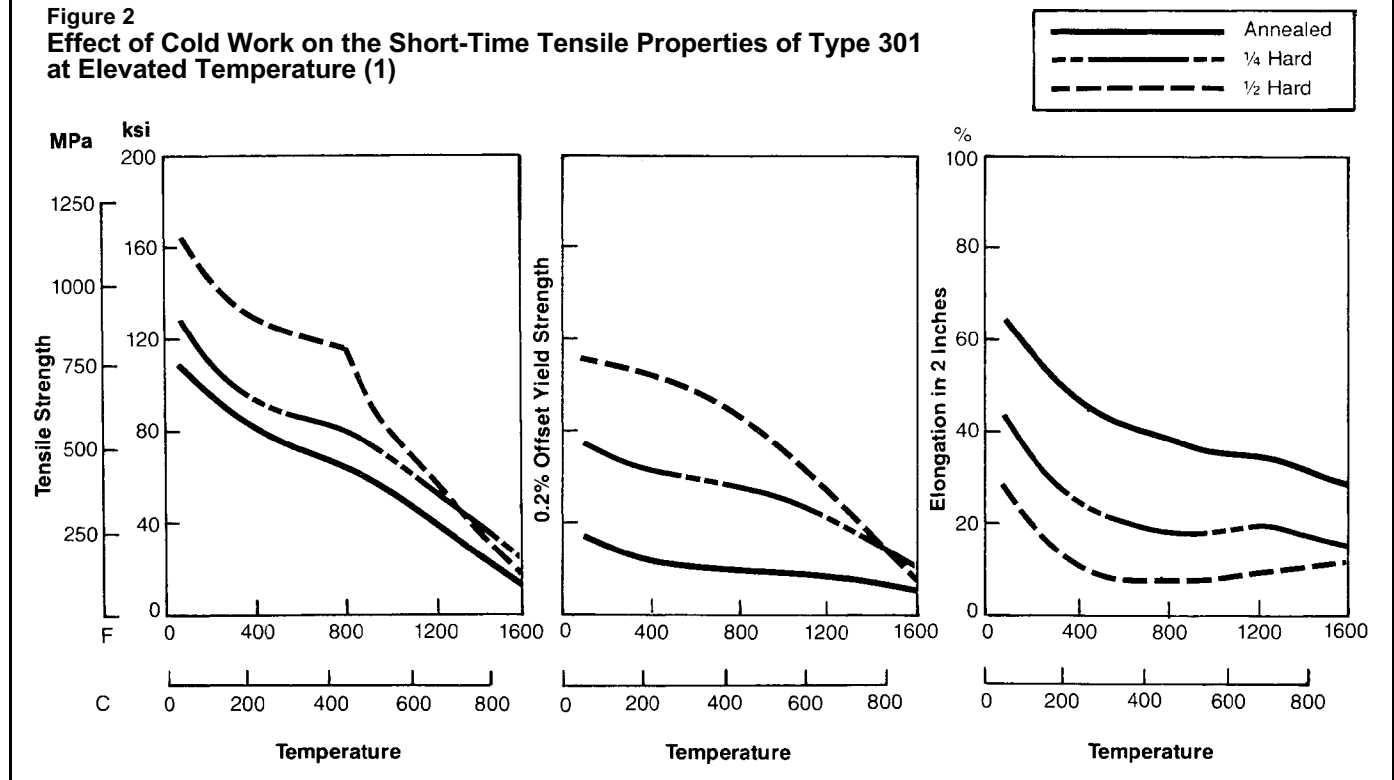 Figure 2
Effect of Cold Work on the Short-Time Tensile Properties of Type 301
at Elevated Temperature (1)
Annealed
¼ Hard
½ Hard
MPa
ksi
200
160
120
80
40
0
1250
1000
750
500
250
Tensile Strength
0 400 800 1200 1600
F
0 200 400 600 800
C
Temperature
0.2% Offset Yield Strength
0 400 800 1200 1600
0 200 400 600 800
Temperature
%
100
80
60
40
20
0
Elongation in 2 Inches
0 400 800 1200 1600
0 200 400 600 800
Temperature